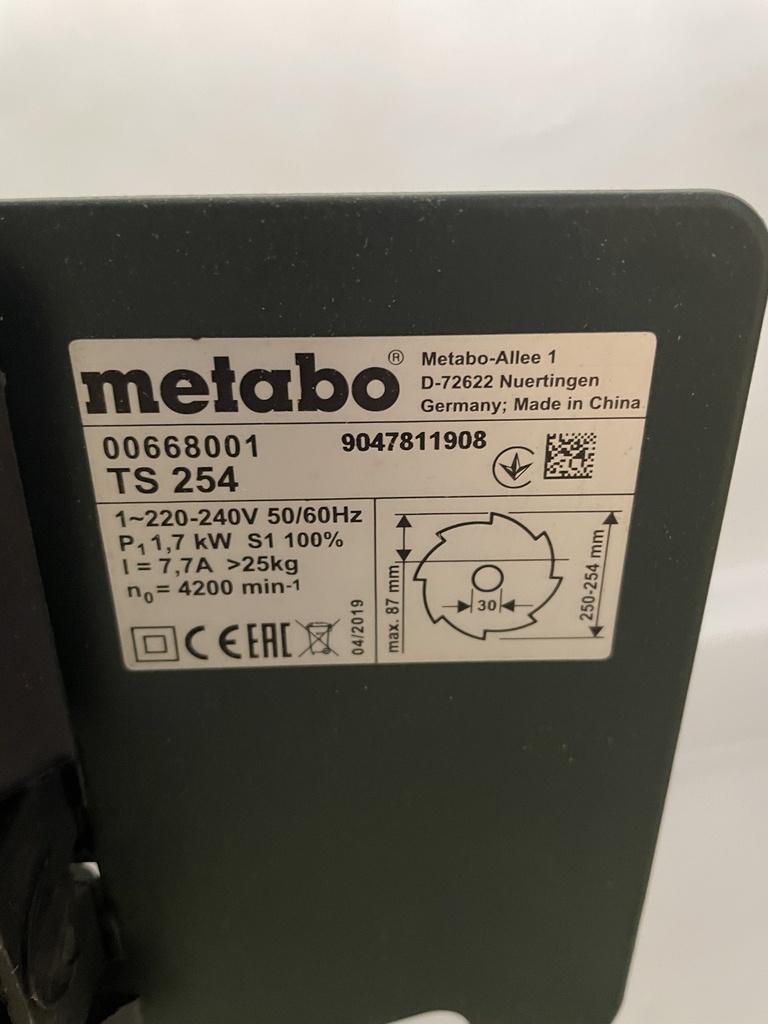 metabo®
Metabo-Allee 1
D-72622 Nuertingen
Germany; Made in China
00668001
9047811908
TS 254
1~220-240V 50/60Hz
P₁ 1,7 kW S1 100%
I = 7,7A >25kg
n₀ = 4200 min-¹
CE EAC
04/2019
max. 87 mm
30
250-254 mm